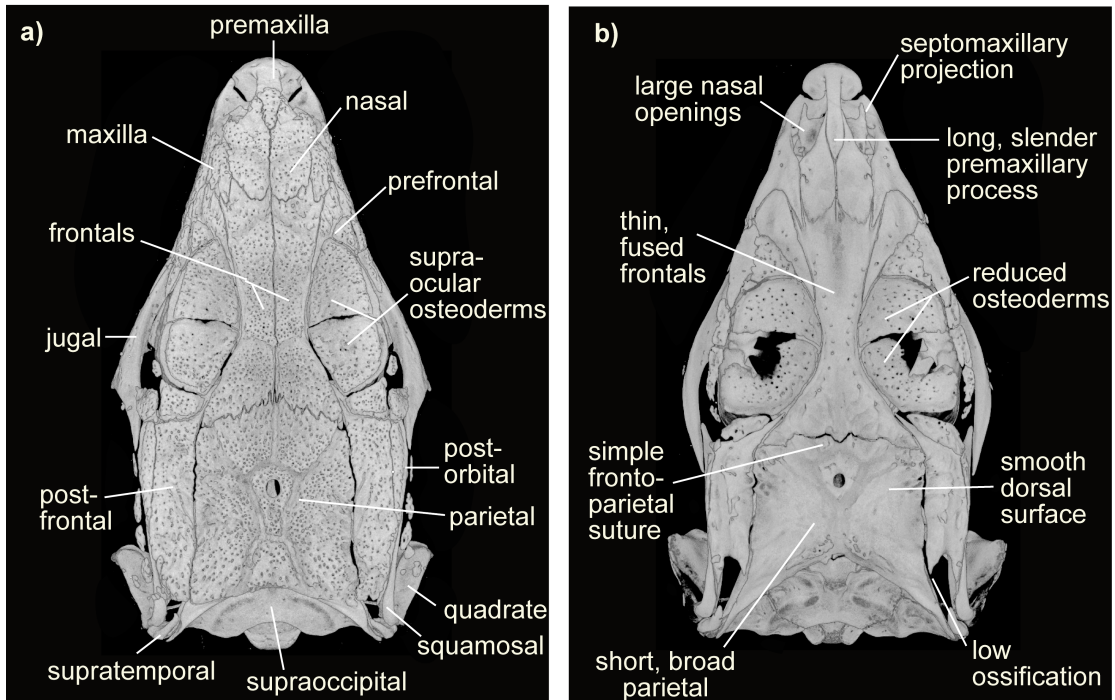 a)
premaxilla
nasal
maxilla
prefrontal
frontals
supra-
ocular
osteoderms
jugal
post-
orbital
post-
frontal
parietal
quadrate
squamosal
supratemporal
supraoccipital
b)
septomaxillary
projection
large nasal
openings
long, slender
premaxillary
process
thin,
fused
frontals
reduced
osteoderms
simple
fronto-
parietal
suture
smooth
dorsal
surface
short, broad
parietal
low
ossification